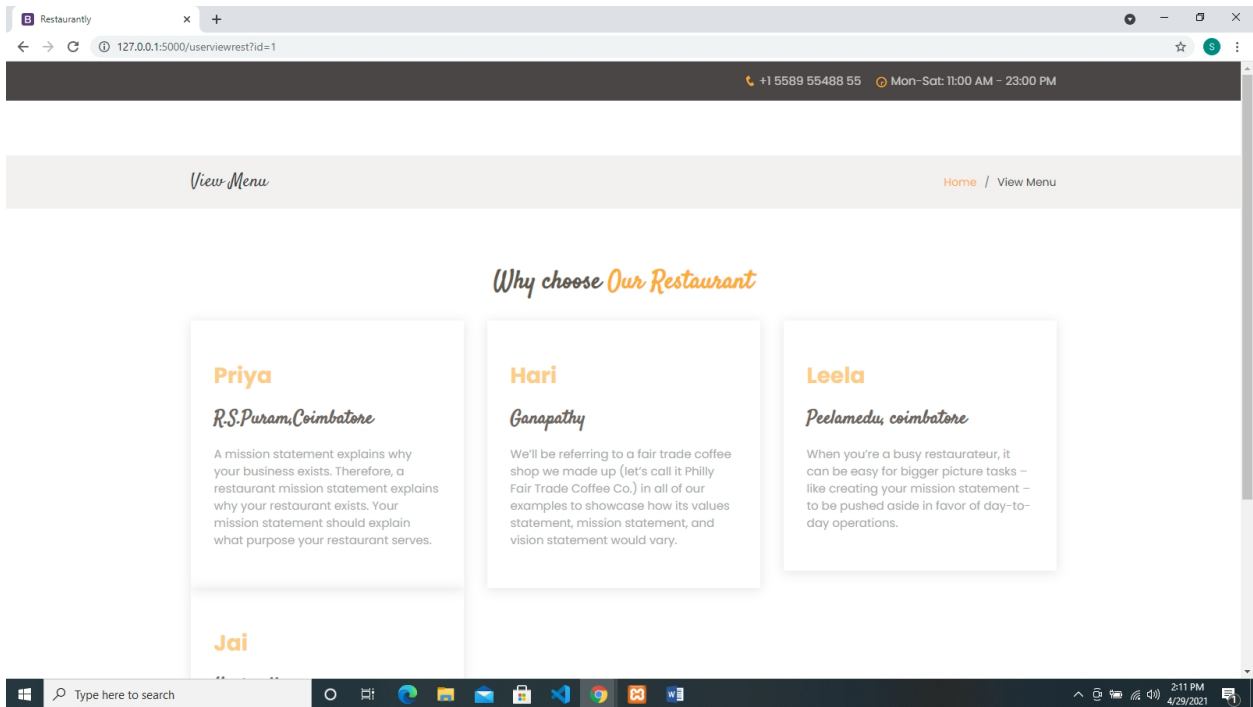 B Restaurantly
127.0.0.1:5000/userviewrest?id=1
S
+1 5589 55488 55 Mon-Sat: 11:00 AM - 23:00 PM
View Menu
Home / View Menu
Why choose Our Restaurant
Priya
R.S.Puram,Coimbatore
A mission statement explains why
your business exists. Therefore, a
restaurant mission statement explains
why your restaurant exists. Your
mission statement should explain
what purpose your restaurant serves.
Hari
Ganapathy
We'll be referring to a fair trade coffee
shop we made up (let's call it Philly
Fair Trade Coffee Co.) in all of our
examples to showcase how its values
statement, mission statement, and
vision statement would vary.
Leela
Peelamedu, coimbatore
When you're a busy restaurateur, it
can be easy for bigger picture tasks –
like creating your mission statement –
to be pushed aside in favor of day-to-
day operations.
Jai
Type here to search
2:11 PM
4/29/2021
1